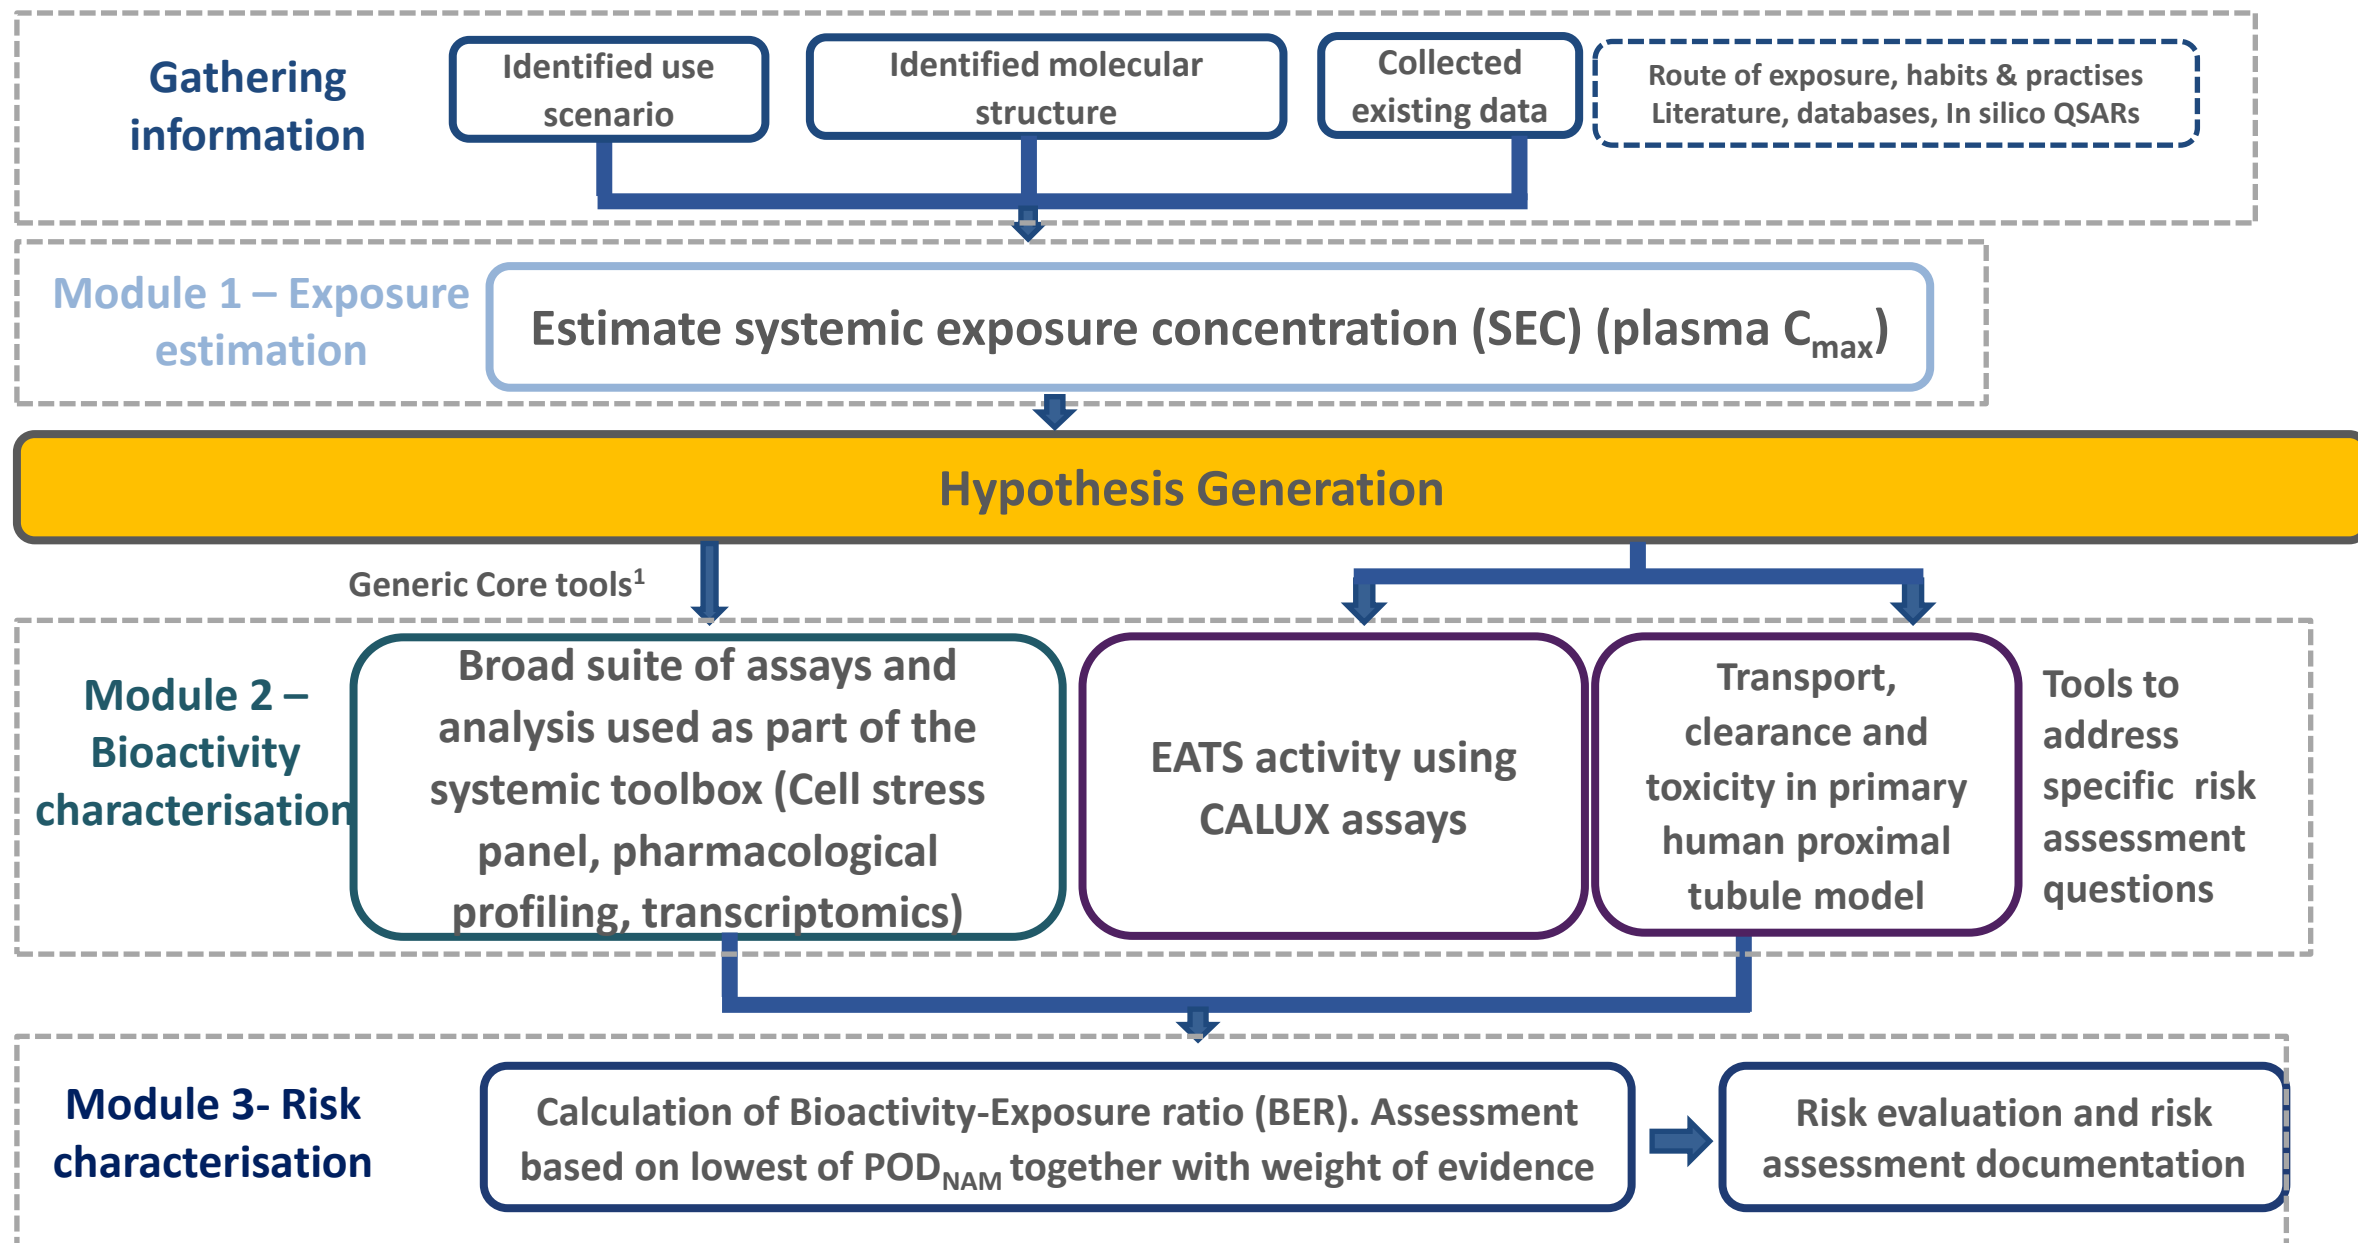 Gathering
information
Identified use
scenario
Identified molecular
structure
Collected
existing data
Route of exposure, habits & practises
Literature, databases, In silico QSARs
Module 1 – Exposure
estimation
Estimate systemic exposure concentration (SEC) (plasma Cmax)
Hypothesis Generation
Generic Core tools1
Module 2 –
Bioactivity
characterisation
Broad suite of assays and
analysis used as part of the
systemic toolbox (Cell stress
panel, pharmacological
profiling, transcriptomics)
EATS activity using
CALUX assays
Transport,
clearance and
toxicity in primary
human proximal
tubule model
Tools to
address
specific risk
assessment
questions
Module 3- Risk
characterisation
Calculation of Bioactivity-Exposure ratio (BER). Assessment
based on lowest of PODNAM together with weight of evidence
Risk evaluation and risk
assessment documentation